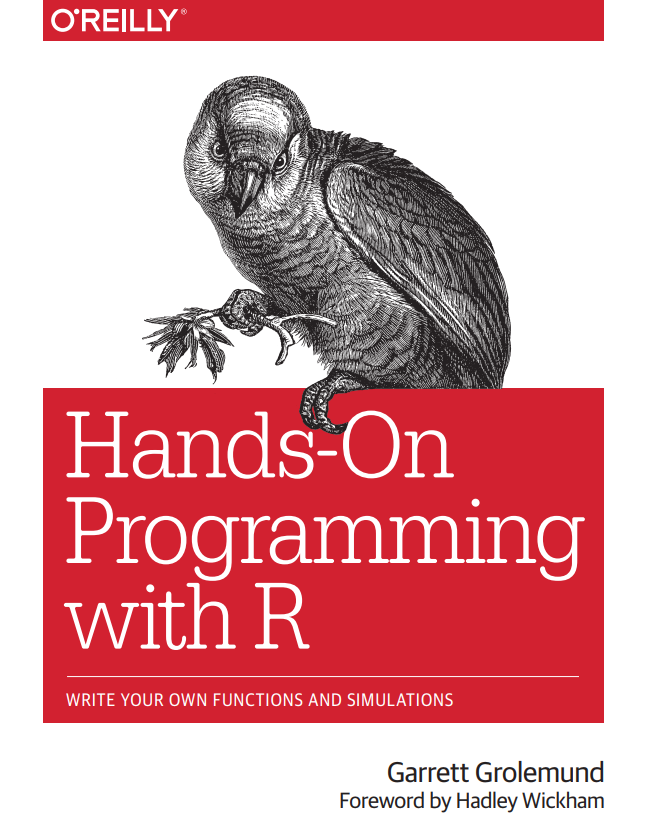 O'REILLY®
Hands-On
Programming
with R
WRITE YOUR OWN FUNCTIONS AND SIMULATIONS
Garrett Grolemund
Foreword by Hadley Wickham